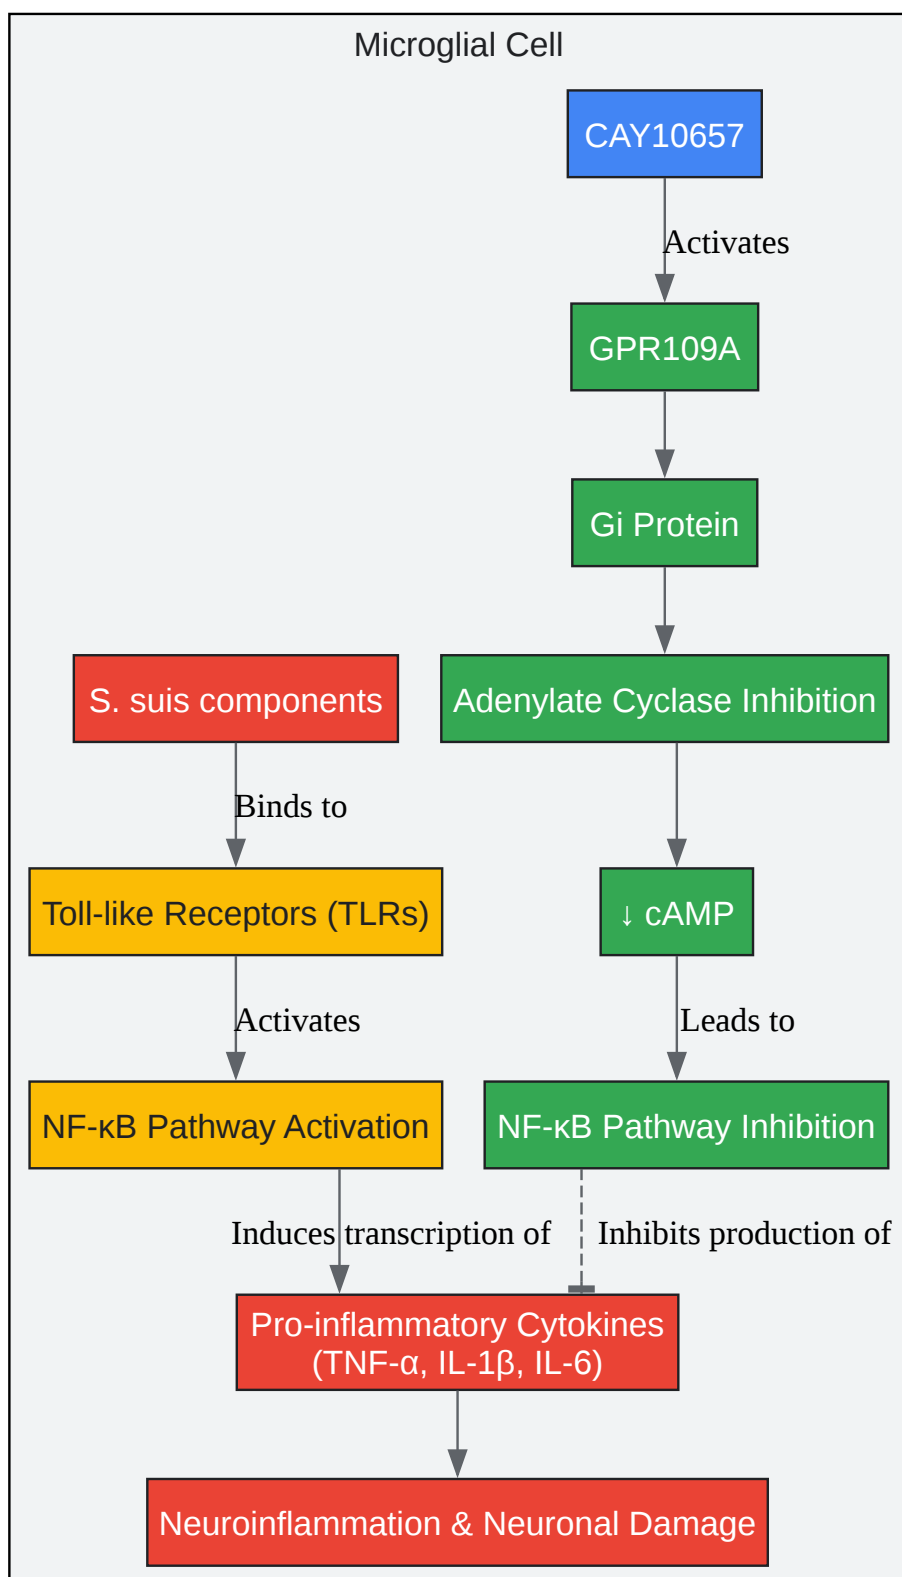 Microglial Cell
CAY10657
Activates
GPR109A
Gi Protein
S. suis components
Adenylate Cyclase Inhibition
Binds to
Toll-like Receptors (TLRs)
↓ cAMP
Activates
Leads to
NF-κB Pathway Activation
NF-κB Pathway Inhibition
Induces transcription of
Inhibits production of
Pro-inflammatory Cytokines
(TNF-α, IL-1β, IL-6)
Neuroinflammation & Neuronal Damage